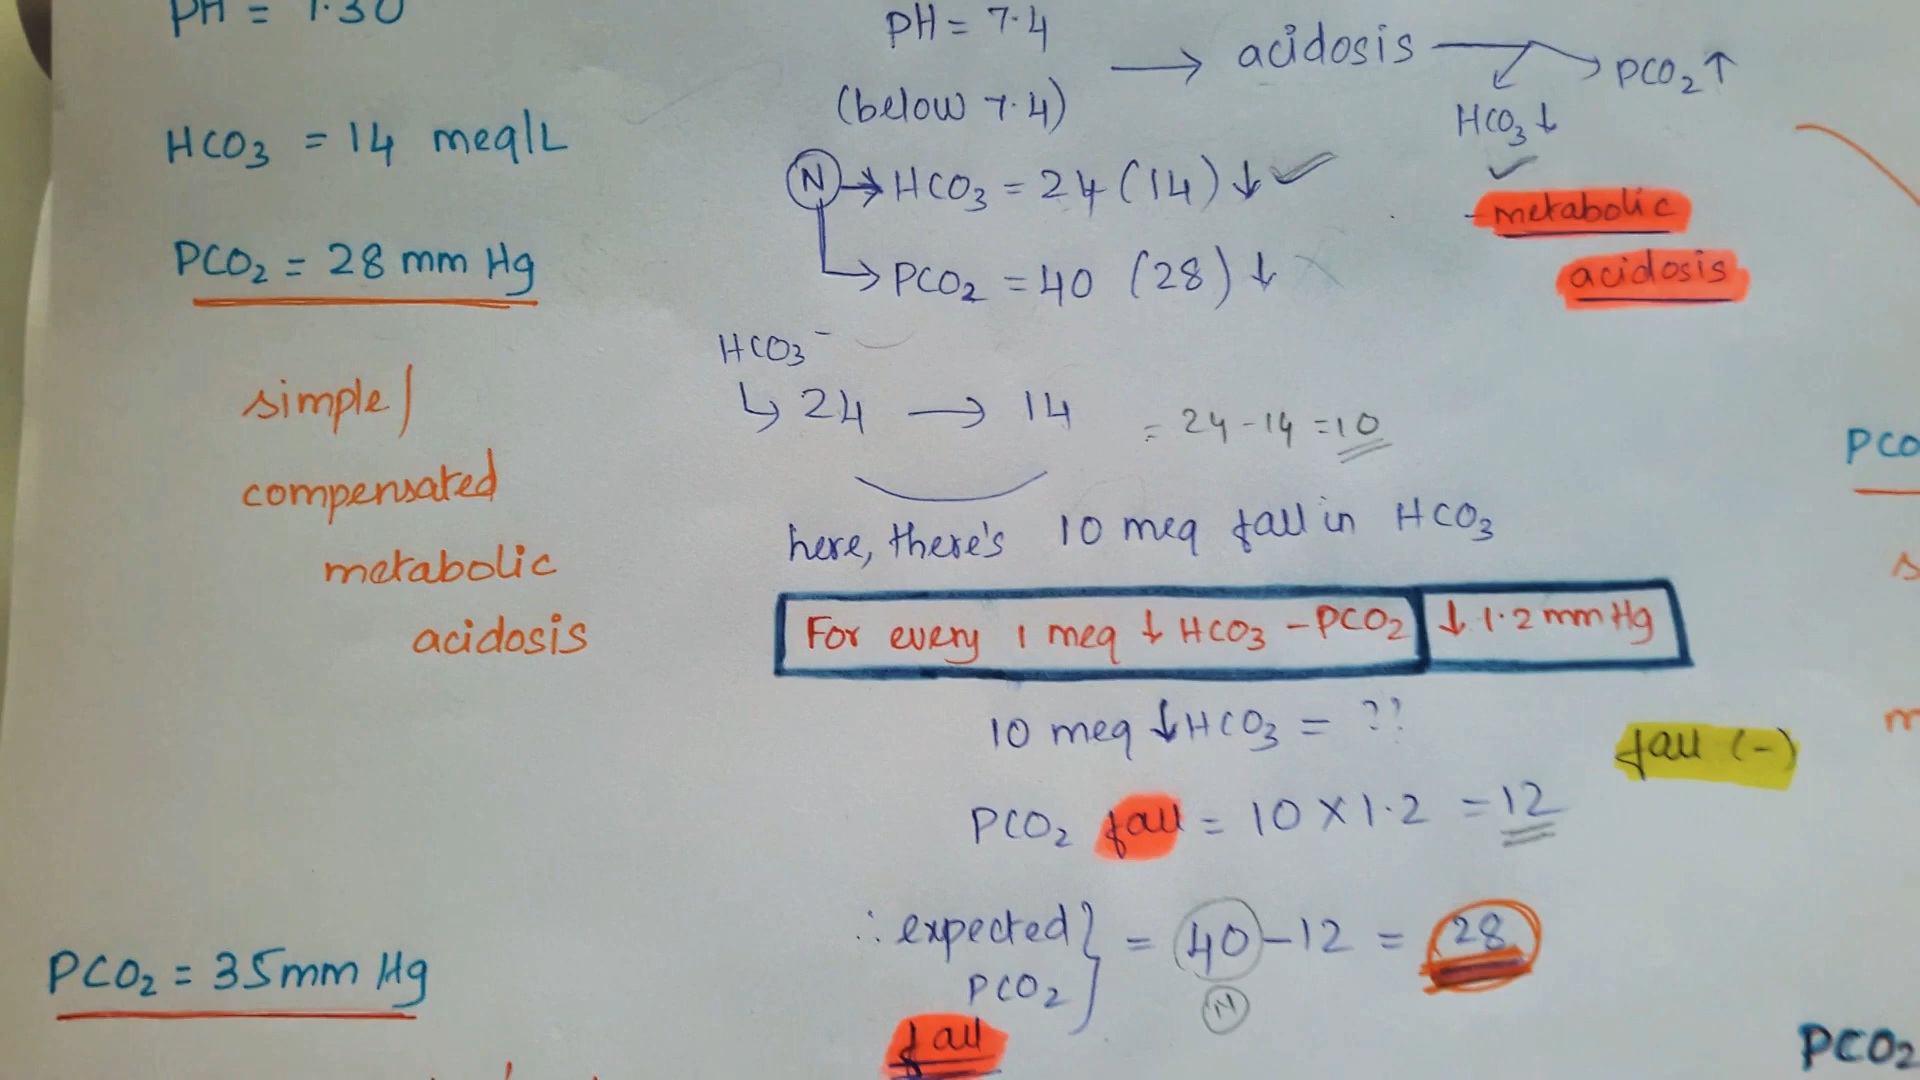 PH = 7.30
HCO3 = 14 meq/L
PCO2 = 28 mm Hg
simple/
compensated
metabolic
acidosis
PCO2 = 35mm Hg
PH = 7.4
(below 7.4)
→ acidosis
PCO2 ↑
HCO3 ↓
✓
- metabolic
acidosis
N → HCO3 = 24 (14) ↓ ✓
→ PCO2 = 40 (28) ↓
HCO3⁻
↳ 24 → 14 = 24 - 14 = 10
here, there's 10 meq fall in HCO3
For every 1 meq ↓ HCO3 - PCO2 ↓ 1.2 mm Hg
10 meq ↓ HCO3 = ??
fall (-)
PCO2 fall = 10 X 1.2 = 12
∴ expected PCO2 } = 40 - 12 = 28
N
fall
PCO
PCO2